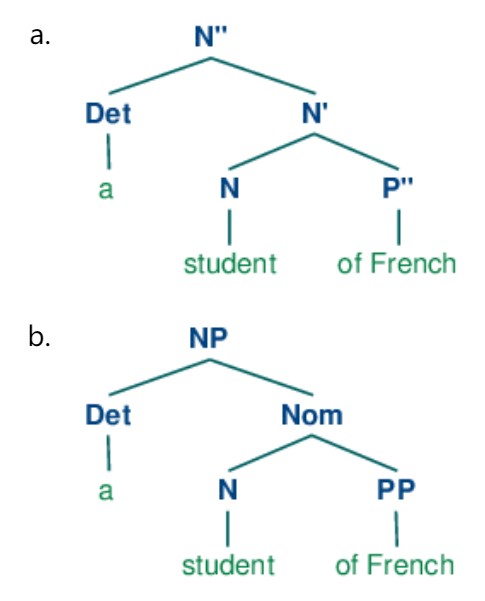 a.
N"
Det N'
a N P"
student of French
b.
NP
Det Nom
a N PP
student of French